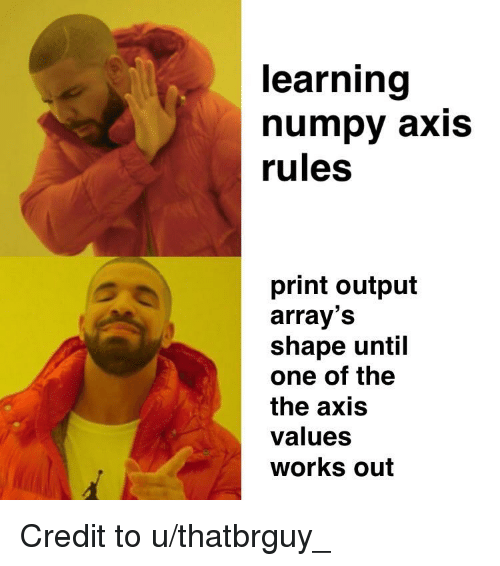 learning
numpy axis
rules
print output
array's
shape until
one of the
the axis
values
works out
Credit to u/thatbrguy_